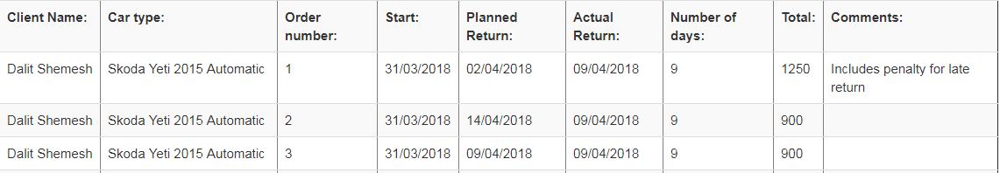 Client Name: Car type: Order number: Start: Planned Return: Actual Return: Number of days: Total: Comments:
Dalit Shemesh Skoda Yeti 2015 Automatic 1 31/03/2018 02/04/2018 09/04/2018 9 1250 Includes penalty for late return
Dalit Shemesh Skoda Yeti 2015 Automatic 2 31/03/2018 14/04/2018 09/04/2018 9 900
Dalit Shemesh Skoda Yeti 2015 Automatic 3 31/03/2018 09/04/2018 09/04/2018 9 900